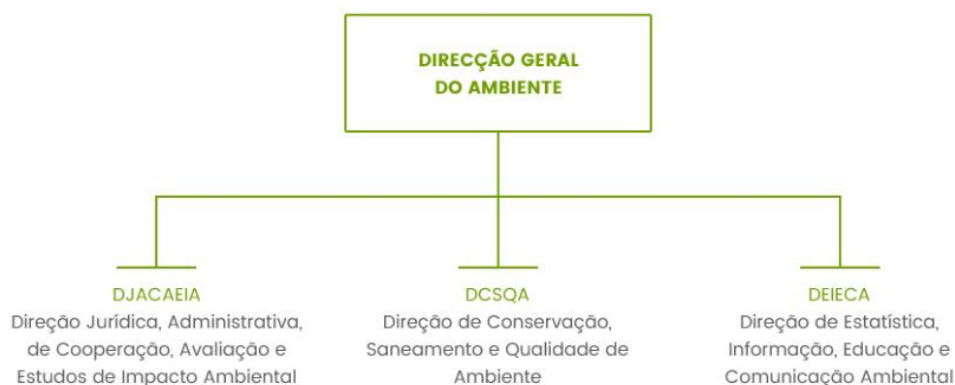 DIRECÇÃO GERAL
DO AMBIENTE
DJACAEIA
Direção Jurídica, Administrativa,
de Cooperação, Avaliação e
Estudos de Impacto Ambiental
DCSQA
Direção de Conservação,
Saneamento e Qualidade de
Ambiente
DEIECA
Direção de Estatística,
Informação, Educação e
Comunicação Ambiental